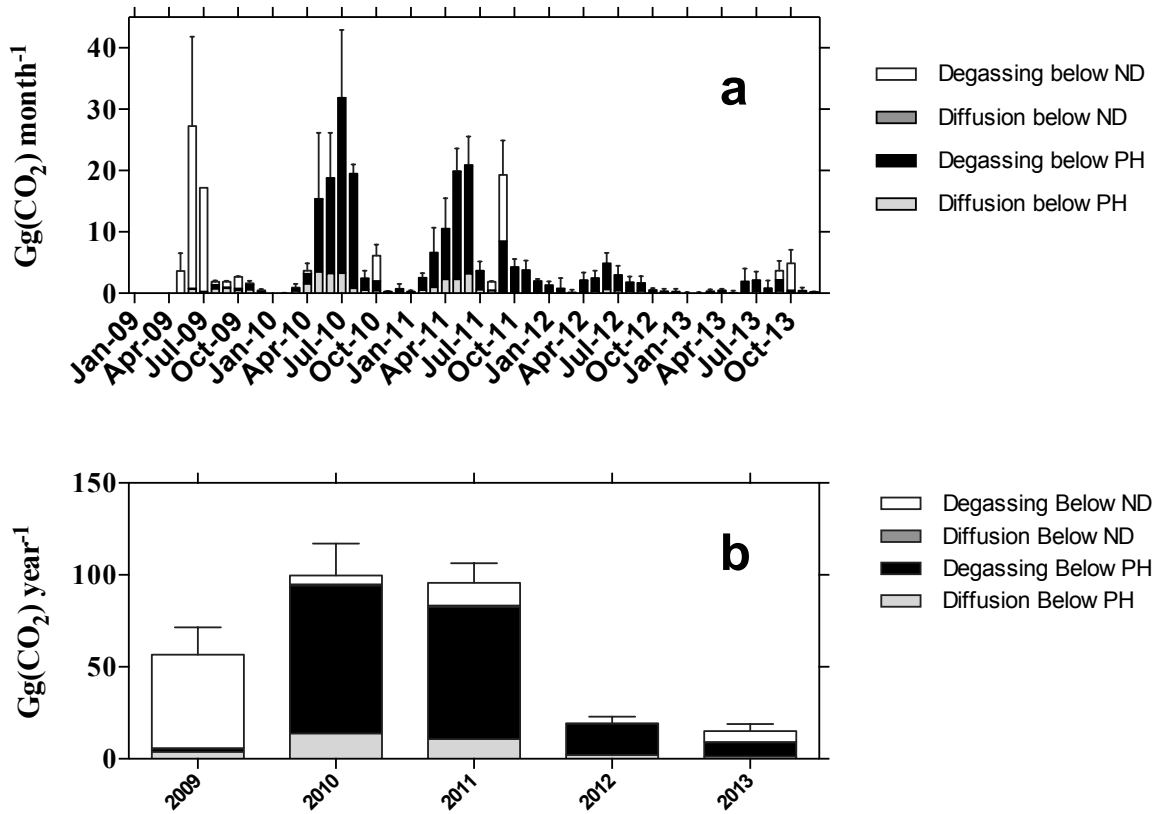 Gg(CO2) month-1
40
30
20
10
0
a
Degassing below ND
Diffusion below ND
Degassing below PH
Diffusion below PH
Jan-09
Apr-09
Jul-09
Oct-09
Jan-10
Apr-10
Jul-10
Oct-10
Jan-11
Apr-11
Jul-11
Oct-11
Jan-12
Apr-12
Jul-12
Oct-12
Jan-13
Apr-13
Jul-13
Oct-13
Gg(CO2) year-1
150
100
50
0
b
Degassing Below ND
Diffusion Below ND
Degassing Below PH
Diffusion Below PH
2009
2010
2011
2012
2013